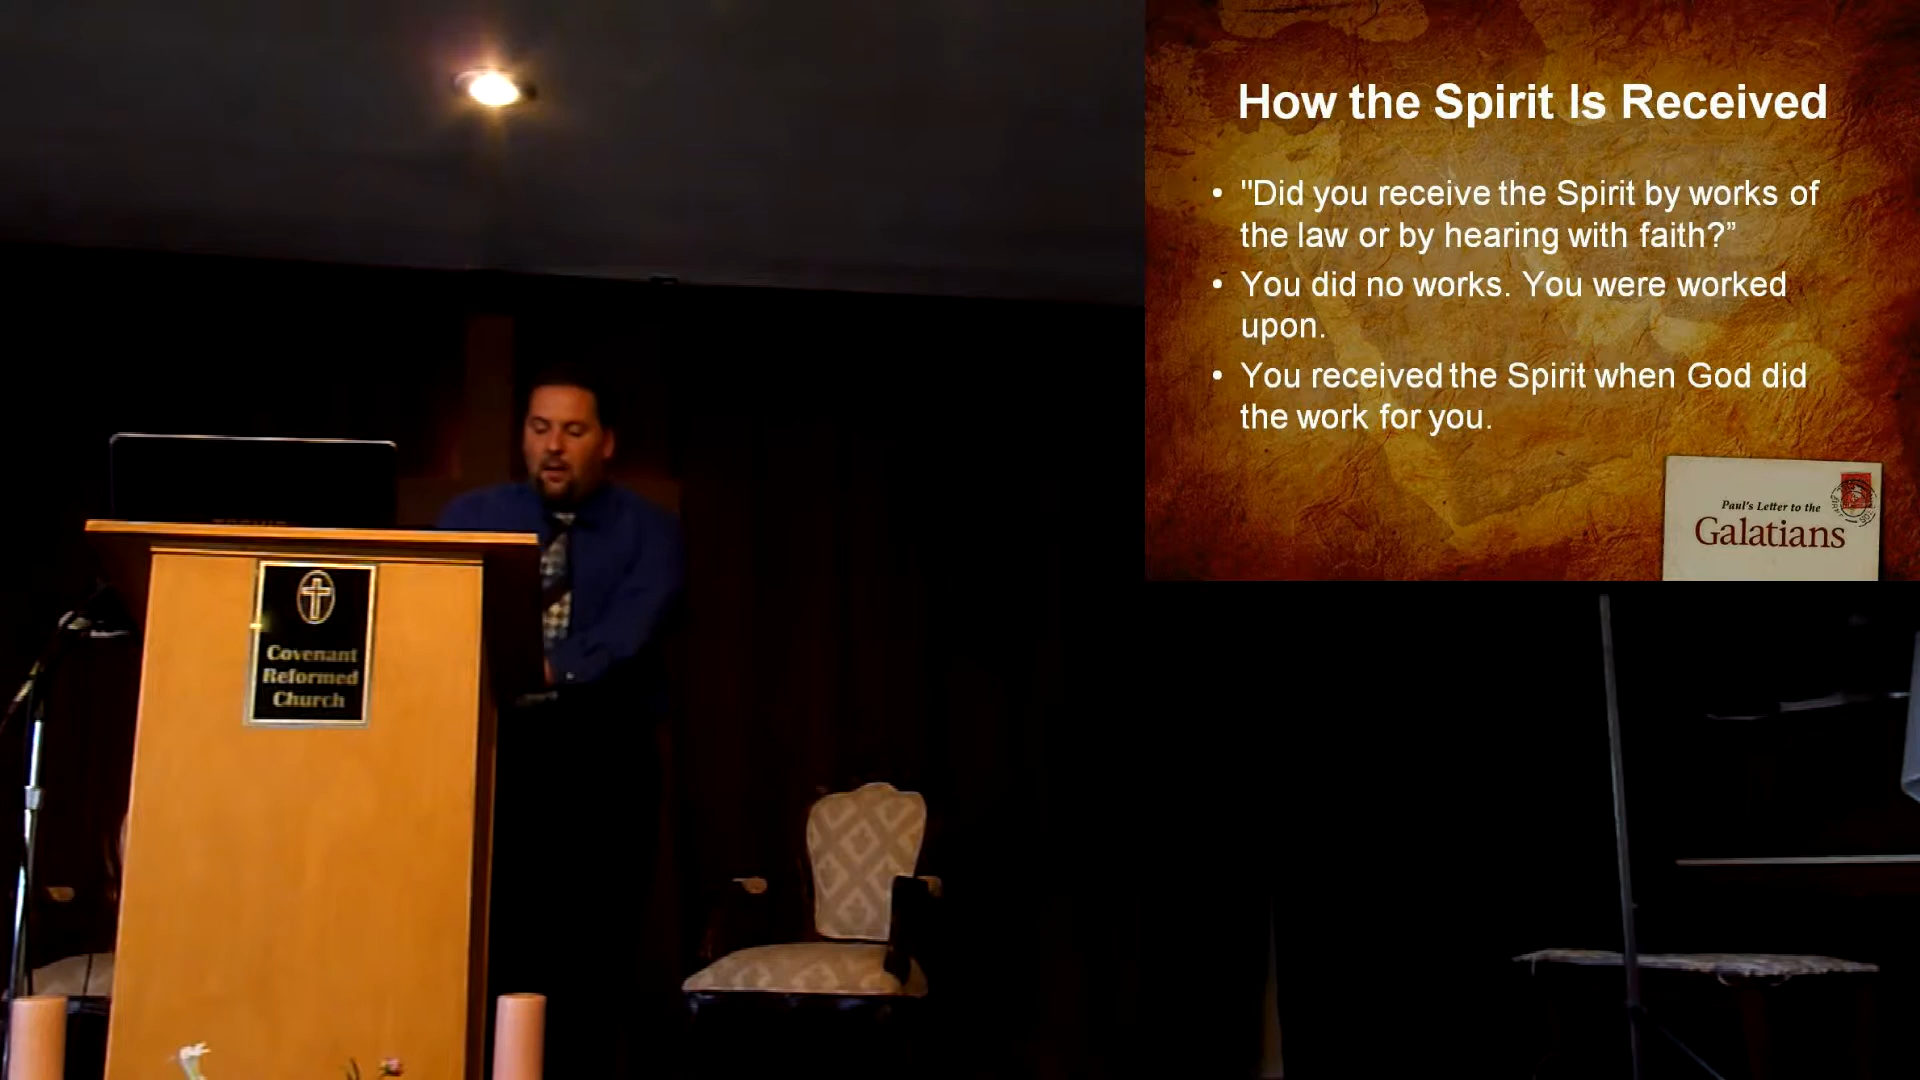 How the Spirit Is Received
• "Did you receive the Spirit by works of
the law or by hearing with faith?”
• You did no works. You were worked
upon.
• You received the Spirit when God did
the work for you.
Paul's Letter to the
Galatians
Covenant
Reformed
Church